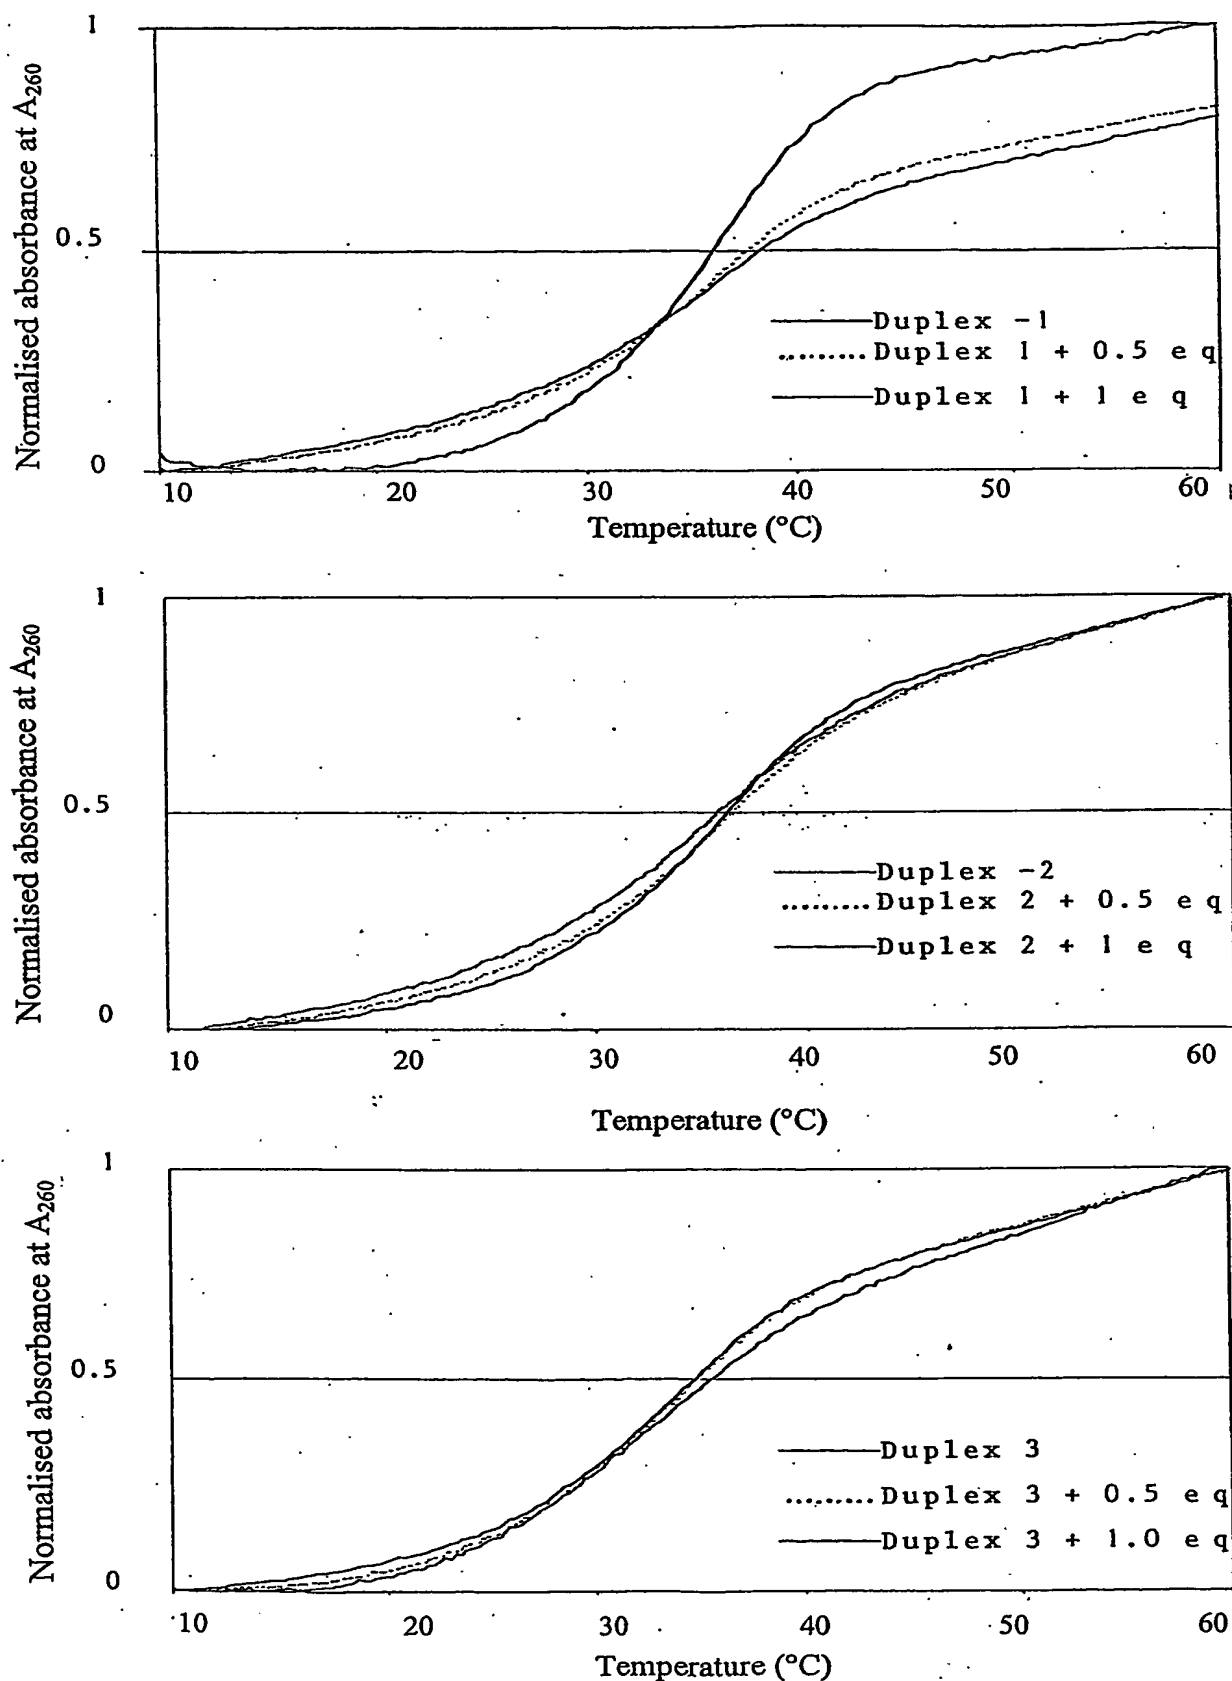 1
Normalised absorbance at A260
0.5
Duplex -1
Duplex 1 + 0.5 eq
Duplex 1 + 1 eq
0
10 20 30 40 50 60
Temperature (°C)
1
Normalised absorbance at A260
0.5
Duplex -2
Duplex 2 + 0.5 eq
Duplex 2 + 1 eq
0
10 20 30 40 50 60
Temperature (°C)
1
Normalised absorbance at A260
0.5
Duplex 3
Duplex 3 + 0.5 eq
Duplex 3 + 1.0 eq
0
10 20 30 40 50 60
Temperature (°C)